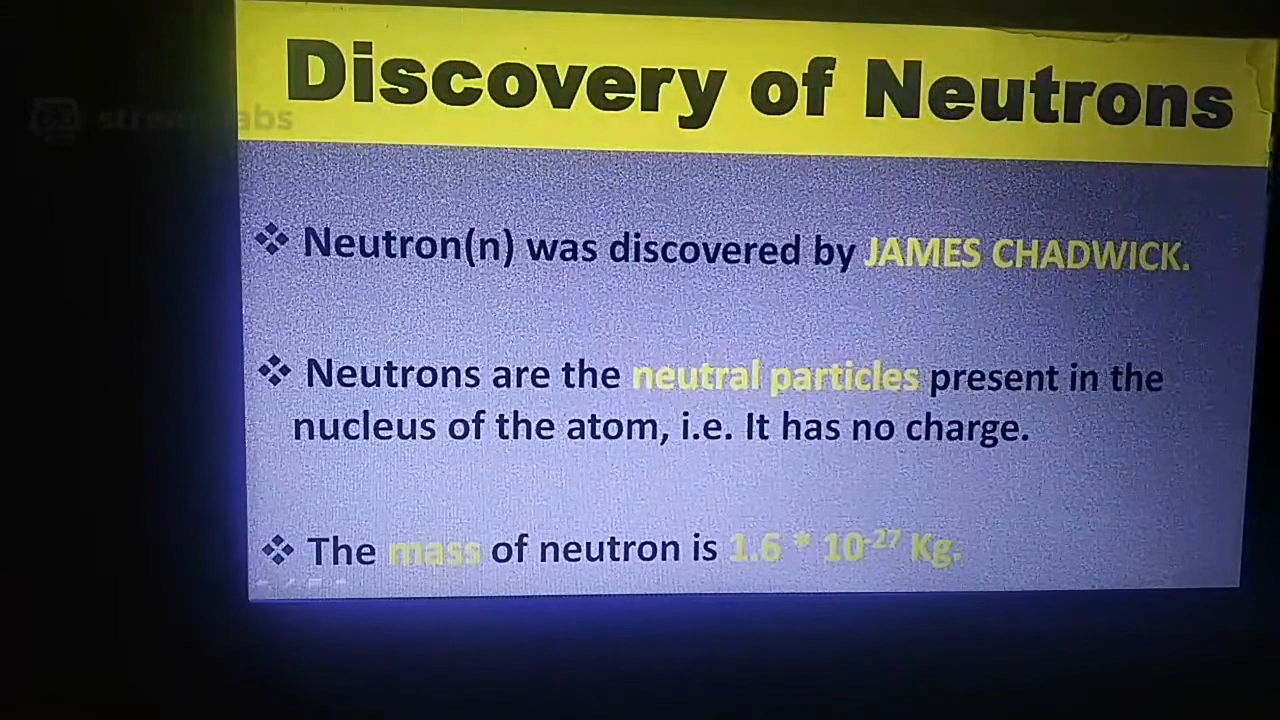 Discovery of Neutrons
streamlabs
❖ Neutron(n) was discovered by JAMES CHADWICK.
❖ Neutrons are the neutral particles present in the
nucleus of the atom, i.e. It has no charge.
❖ The mass of neutron is 1.6 * 10⁻²⁷ Kg.